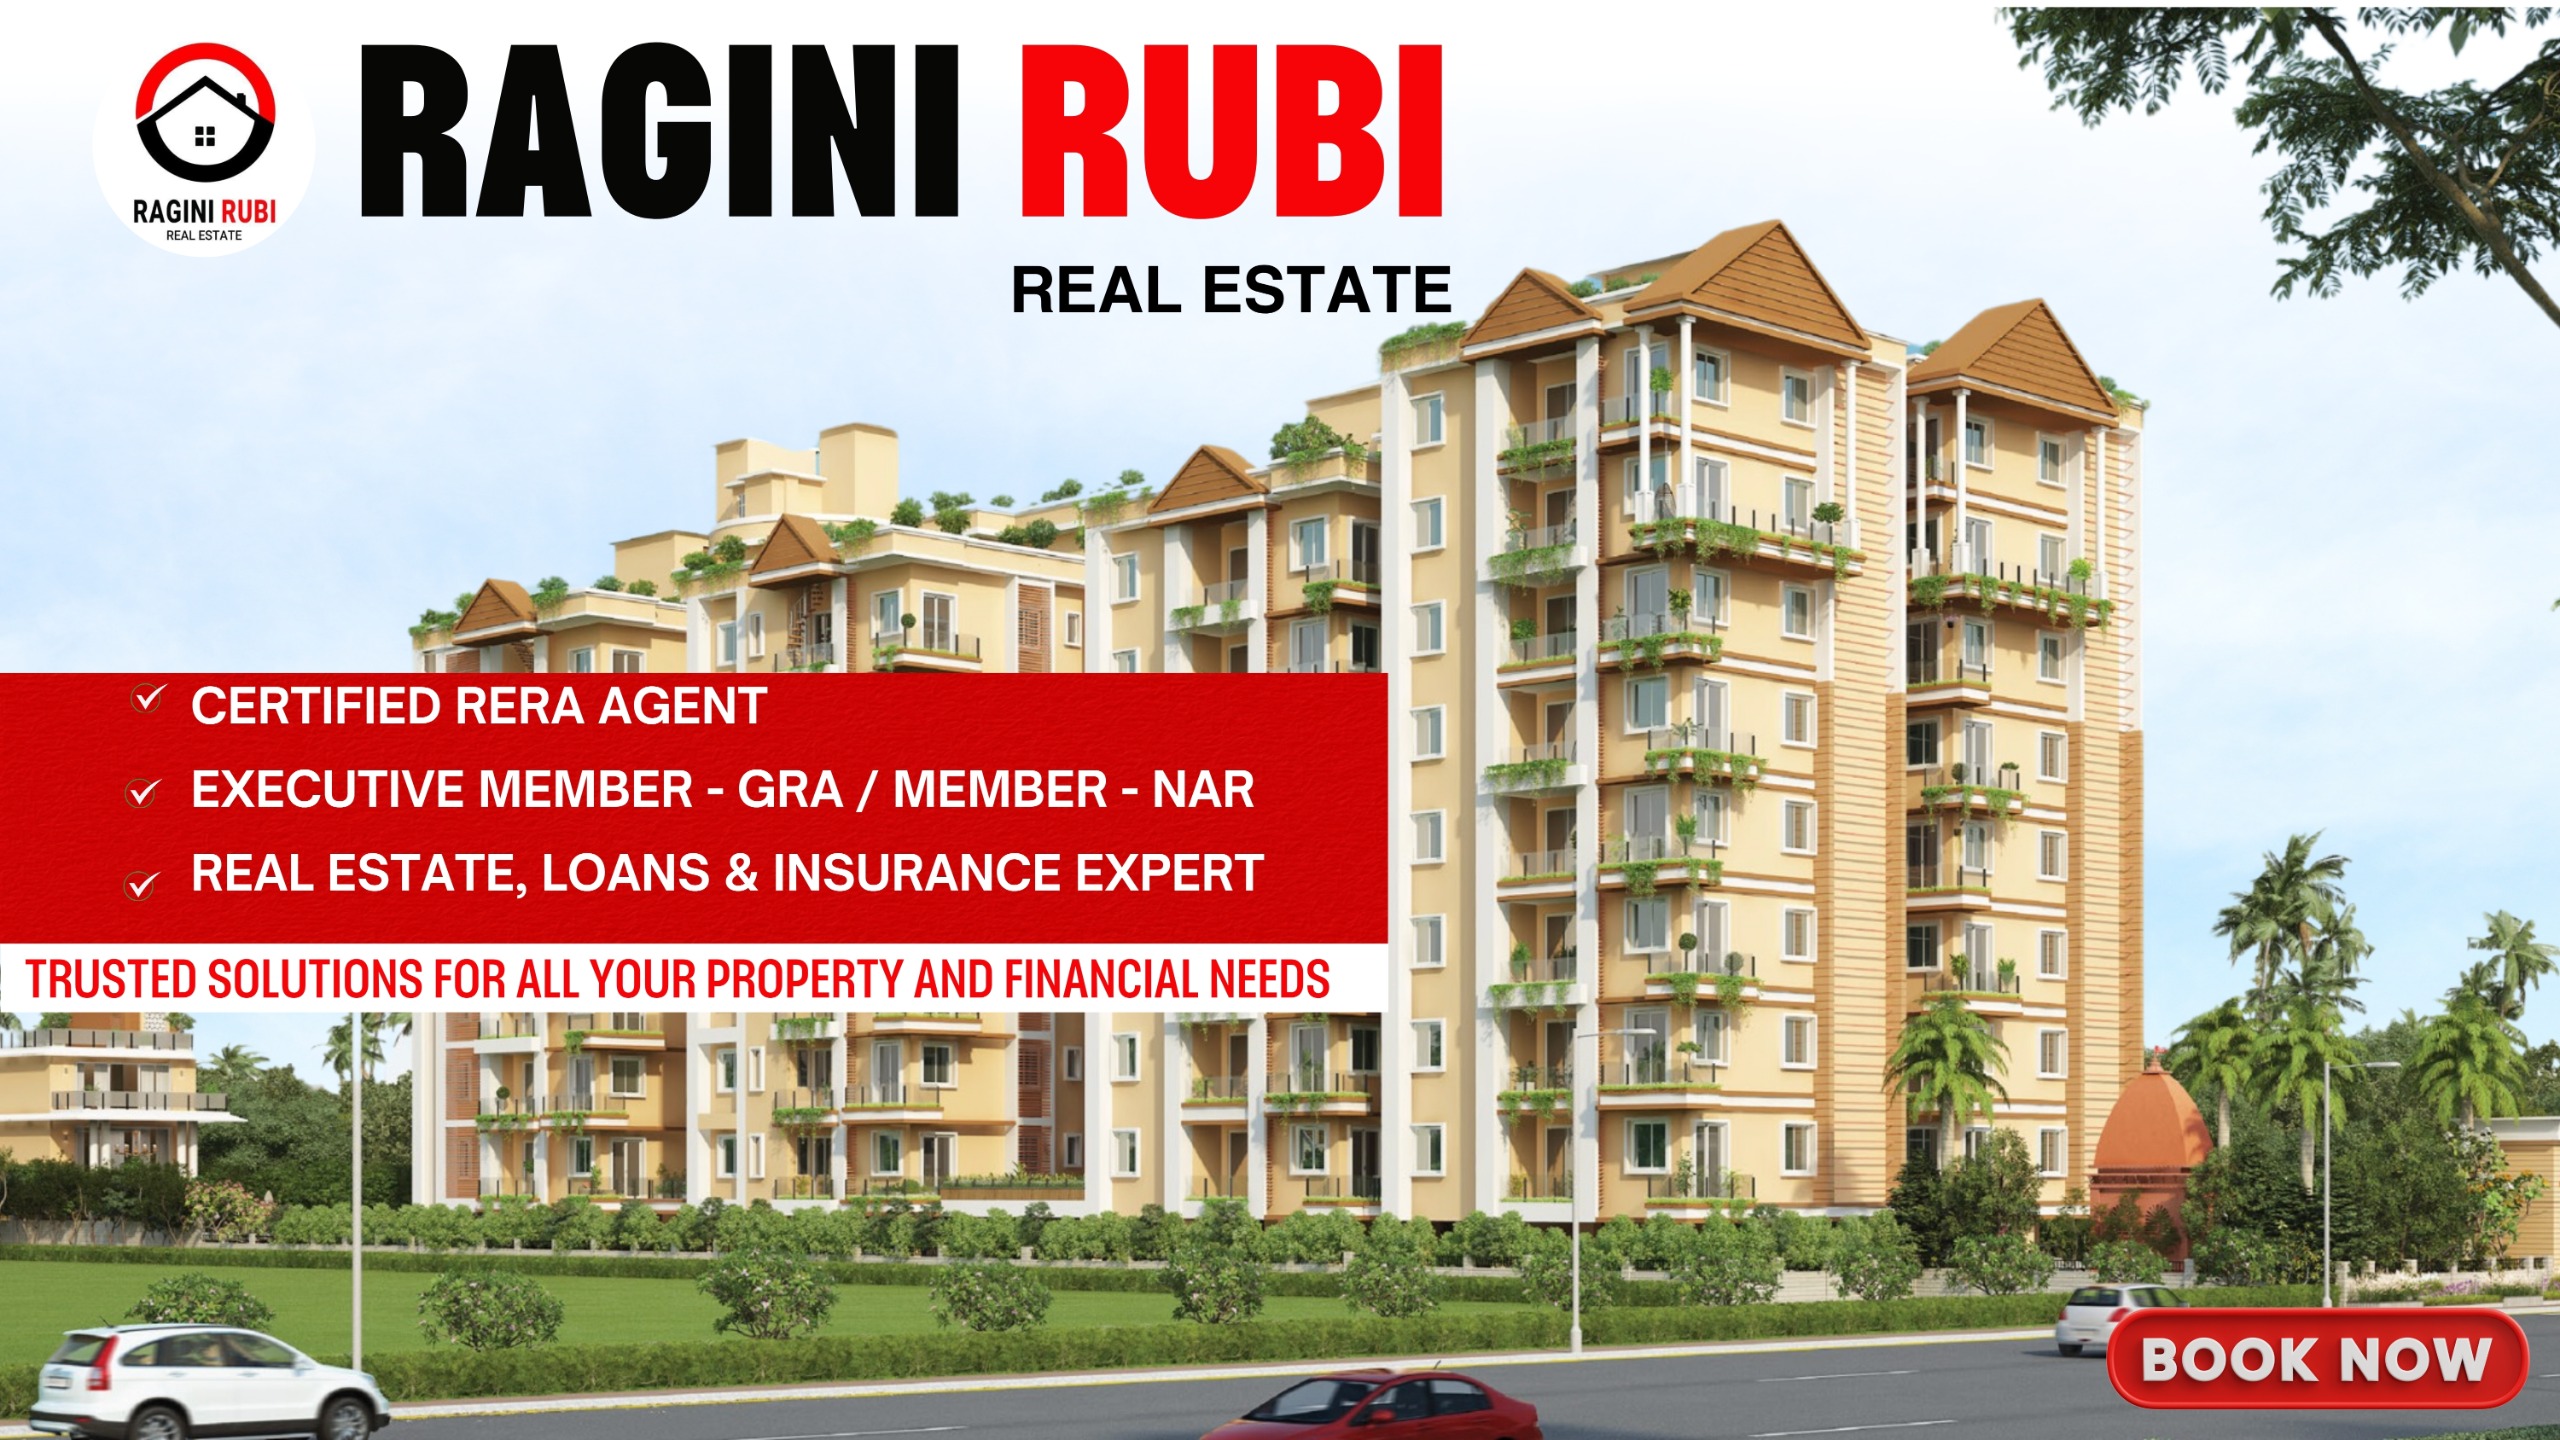 RAGINI RUBI
REAL ESTATE
RAGINI RUBI
REAL ESTATE
CERTIFIED RERA AGENT
EXECUTIVE MEMBER - GRA / MEMBER - NAR
REAL ESTATE, LOANS & INSURANCE EXPERT
TRUSTED SOLUTIONS FOR ALL YOUR PROPERTY AND FINANCIAL NEEDS
BOOK NOW